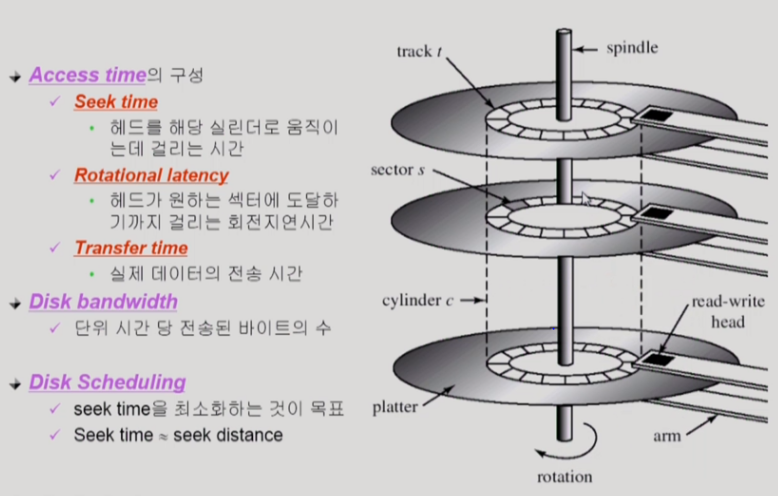 Access time의 구성
Seek time
헤드를 해당 실린더로 움직이
는데 걸리는 시간
Rotational latency
헤드가 원하는 섹터에 도달하
기까지 걸리는 회전지연시간
Transfer time
실제 데이터의 전송 시간
Disk bandwidth
단위 시간 당 전송된 바이트의 수
Disk Scheduling
seek time을 최소화하는 것이 목표
Seek time ≈ seek distance
track t
spindle
sector s
cylinder c
read-write
head
platter
arm
rotation